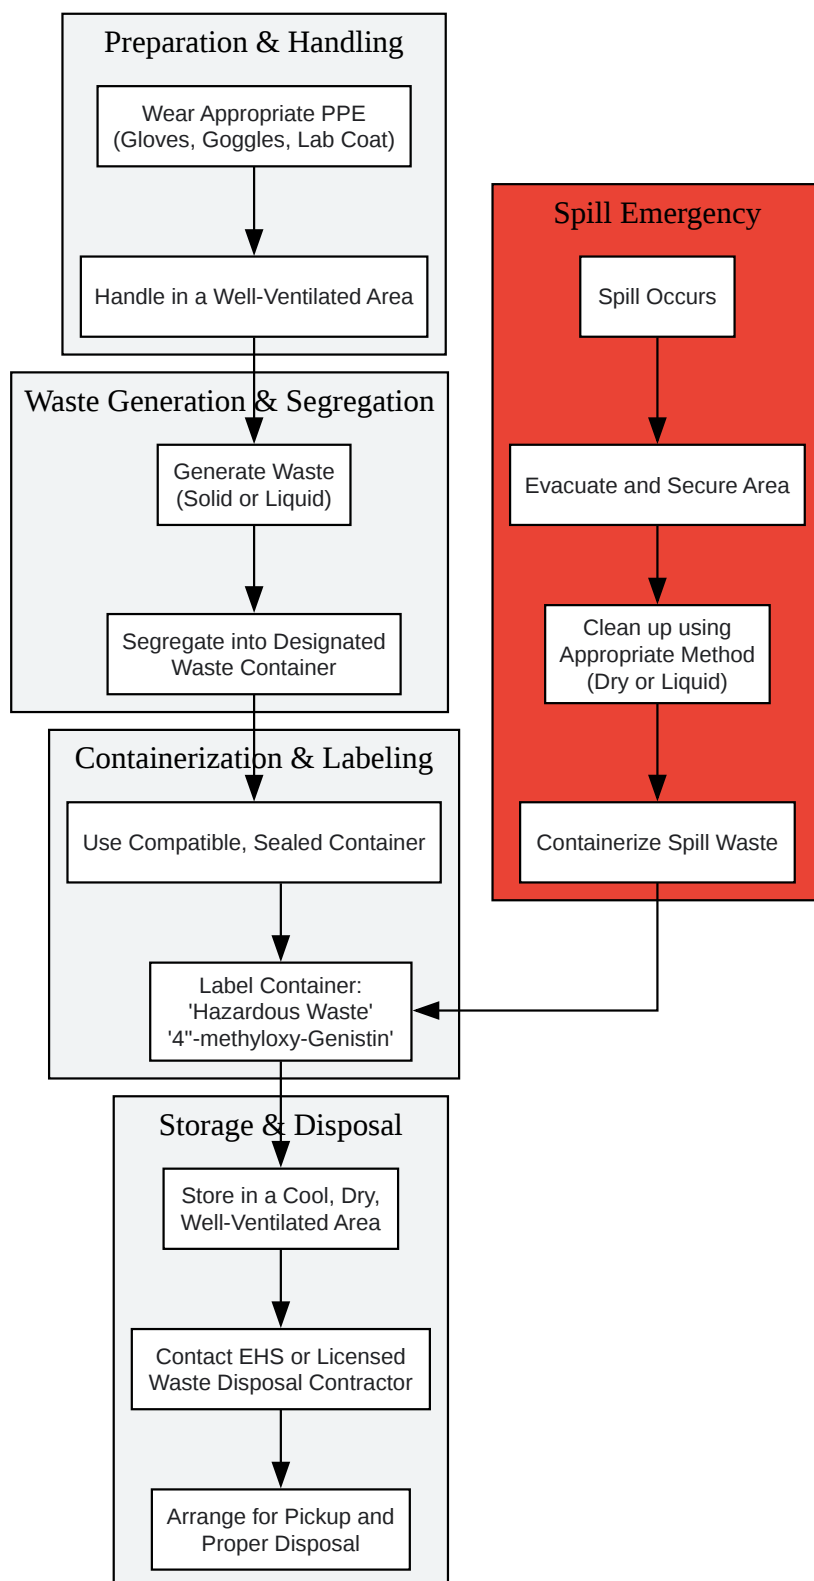 Preparation & Handling
Wear Appropriate PPE
(Gloves, Goggles, Lab Coat)
Handle in a Well-Ventilated Area
Waste Generation & Segregation
Generate Waste
(Solid or Liquid)
Segregate into Designated
Waste Container
Containerization & Labeling
Use Compatible, Sealed Container
Label Container:
'Hazardous Waste'
'4"-methyloxy-Genistin'
Storage & Disposal
Store in a Cool, Dry,
Well-Ventilated Area
Contact EHS or Licensed
Waste Disposal Contractor
Arrange for Pickup and
Proper Disposal
Spill Emergency
Spill Occurs
Evacuate and Secure Area
Clean up using
Appropriate Method
(Dry or Liquid)
Containerize Spill Waste